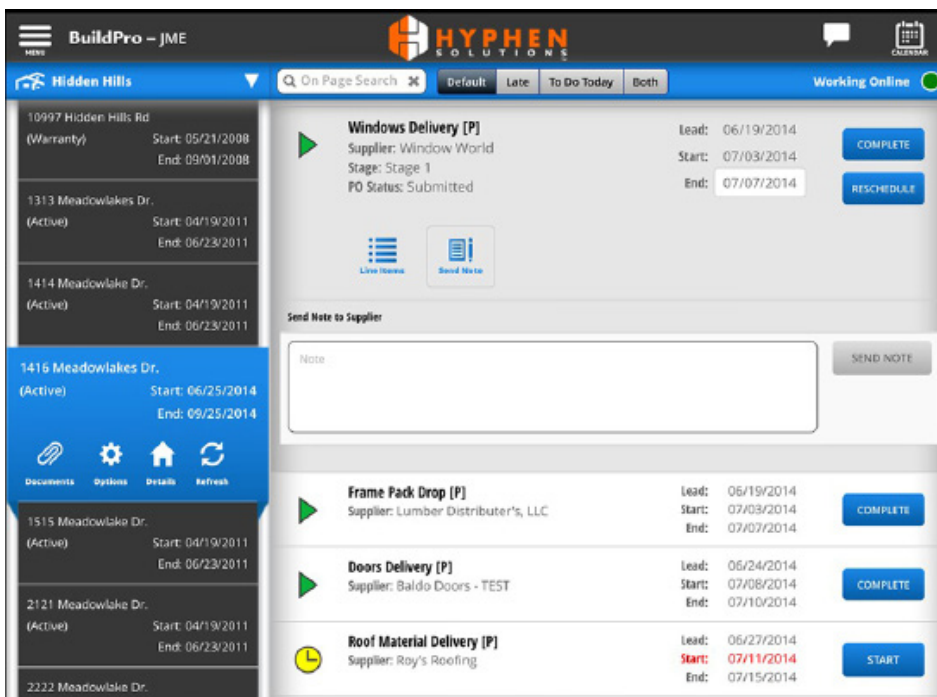 MENU
BuildPro – JME
HYPHEN
SOLUTIONS
CALENDAR
Hidden Hills
On Page Search
Default
Late
To Do Today
Both
Working Online
10997 Hidden Hills Rd
(Warranty) Start: 05/21/2008
End: 09/01/2008
1313 Meadowlakes Dr.
(Active) Start: 04/19/2011
End: 06/23/2011
1414 Meadowlake Dr.
(Active) Start: 04/19/2011
End: 06/23/2011
1416 Meadowlakes Dr.
(Active) Start: 06/25/2014
End: 09/25/2014
Documents Options Details Refresh
1515 Meadowlake Dr.
(Active) Start: 04/19/2011
End: 06/23/2011
2121 Meadowlake Dr.
(Active) Start: 04/19/2011
End: 06/23/2011
2222 Meadowlake Dr.
Windows Delivery [P]
Supplier: Window World
Stage: Stage 1
PO Status: Submitted
Lead: 06/19/2014
Start: 07/03/2014
End: 07/07/2014
COMPLETE
RESCHEDULE
Line Items
Send Note
Send Note to Supplier
Note
SEND NOTE
Frame Pack Drop [P]
Supplier: Lumber Distributer's, LLC
Lead: 06/19/2014
Start: 07/03/2014
End: 07/07/2014
COMPLETE
Doors Delivery [P]
Supplier: Baldo Doors - TEST
Lead: 06/24/2014
Start: 07/08/2014
End: 07/10/2014
COMPLETE
Roof Material Delivery [P]
Supplier: Roy's Roofing
Lead: 06/27/2014
Start: 07/11/2014
End: 07/15/2014
START